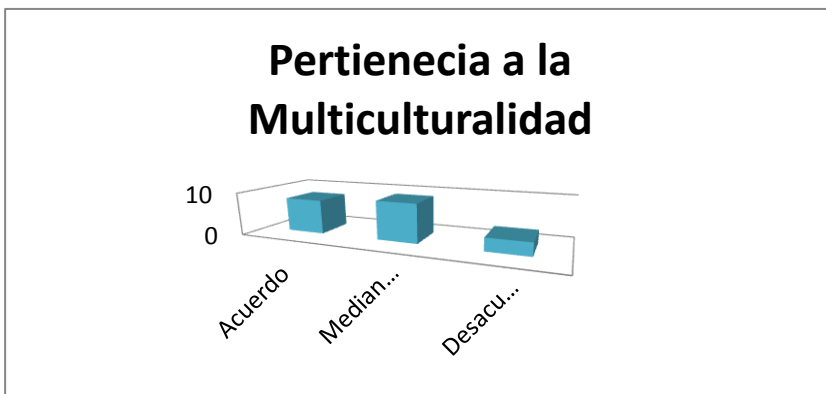 Pertienecia a la
Multiculturalidad
10
0
Acuerdo
Median...
Desacu...